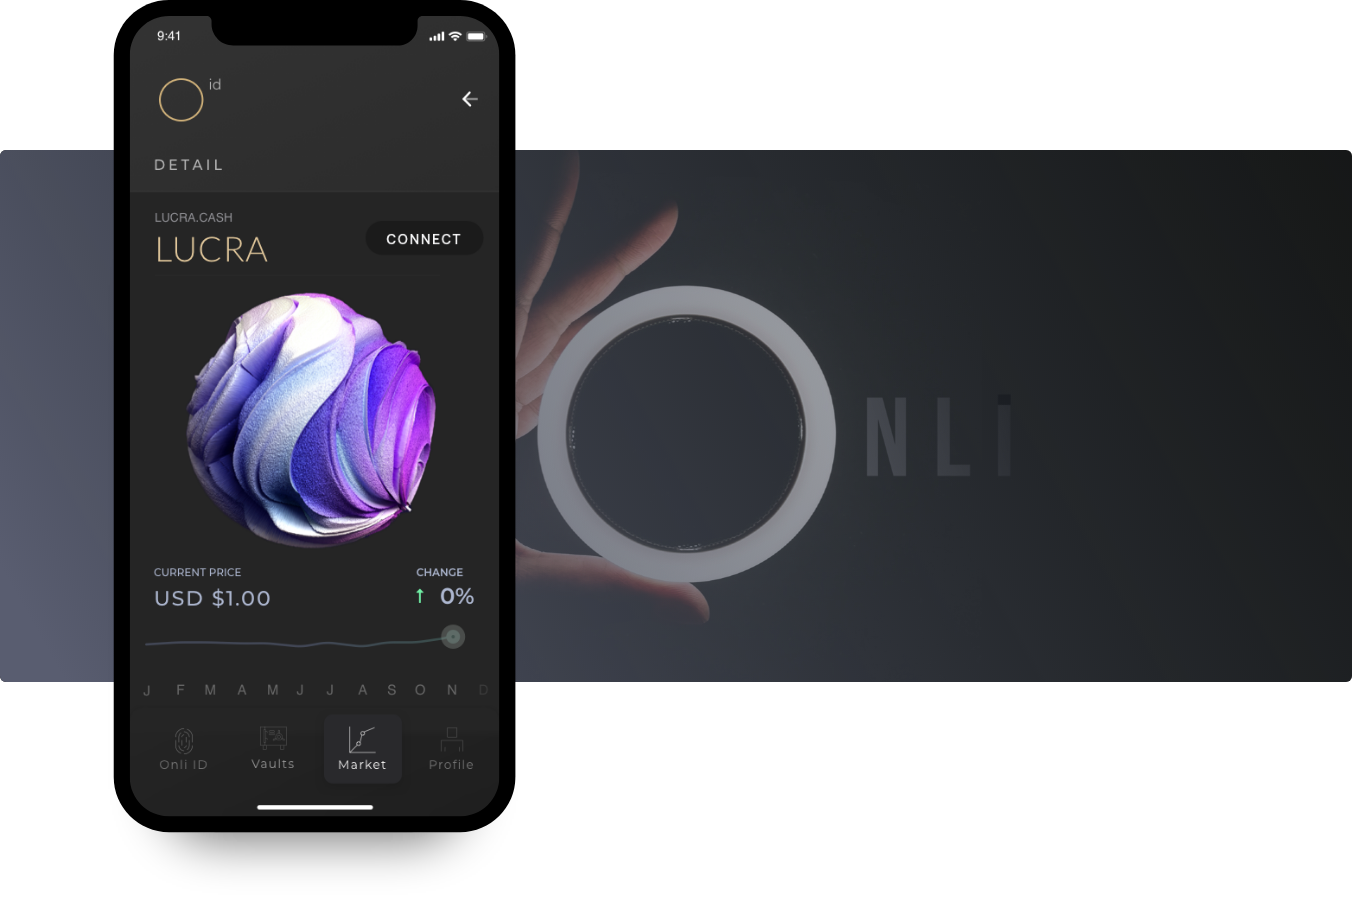 9:41
id
DETAIL
LUCRA.CASH
LUCRA
CONNECT
CURRENT PRICE
CHANGE
USD $1.00
↑ 0%
J F M A M J J A S O N D
Onli ID
Vaults
Market
Profile
NLi